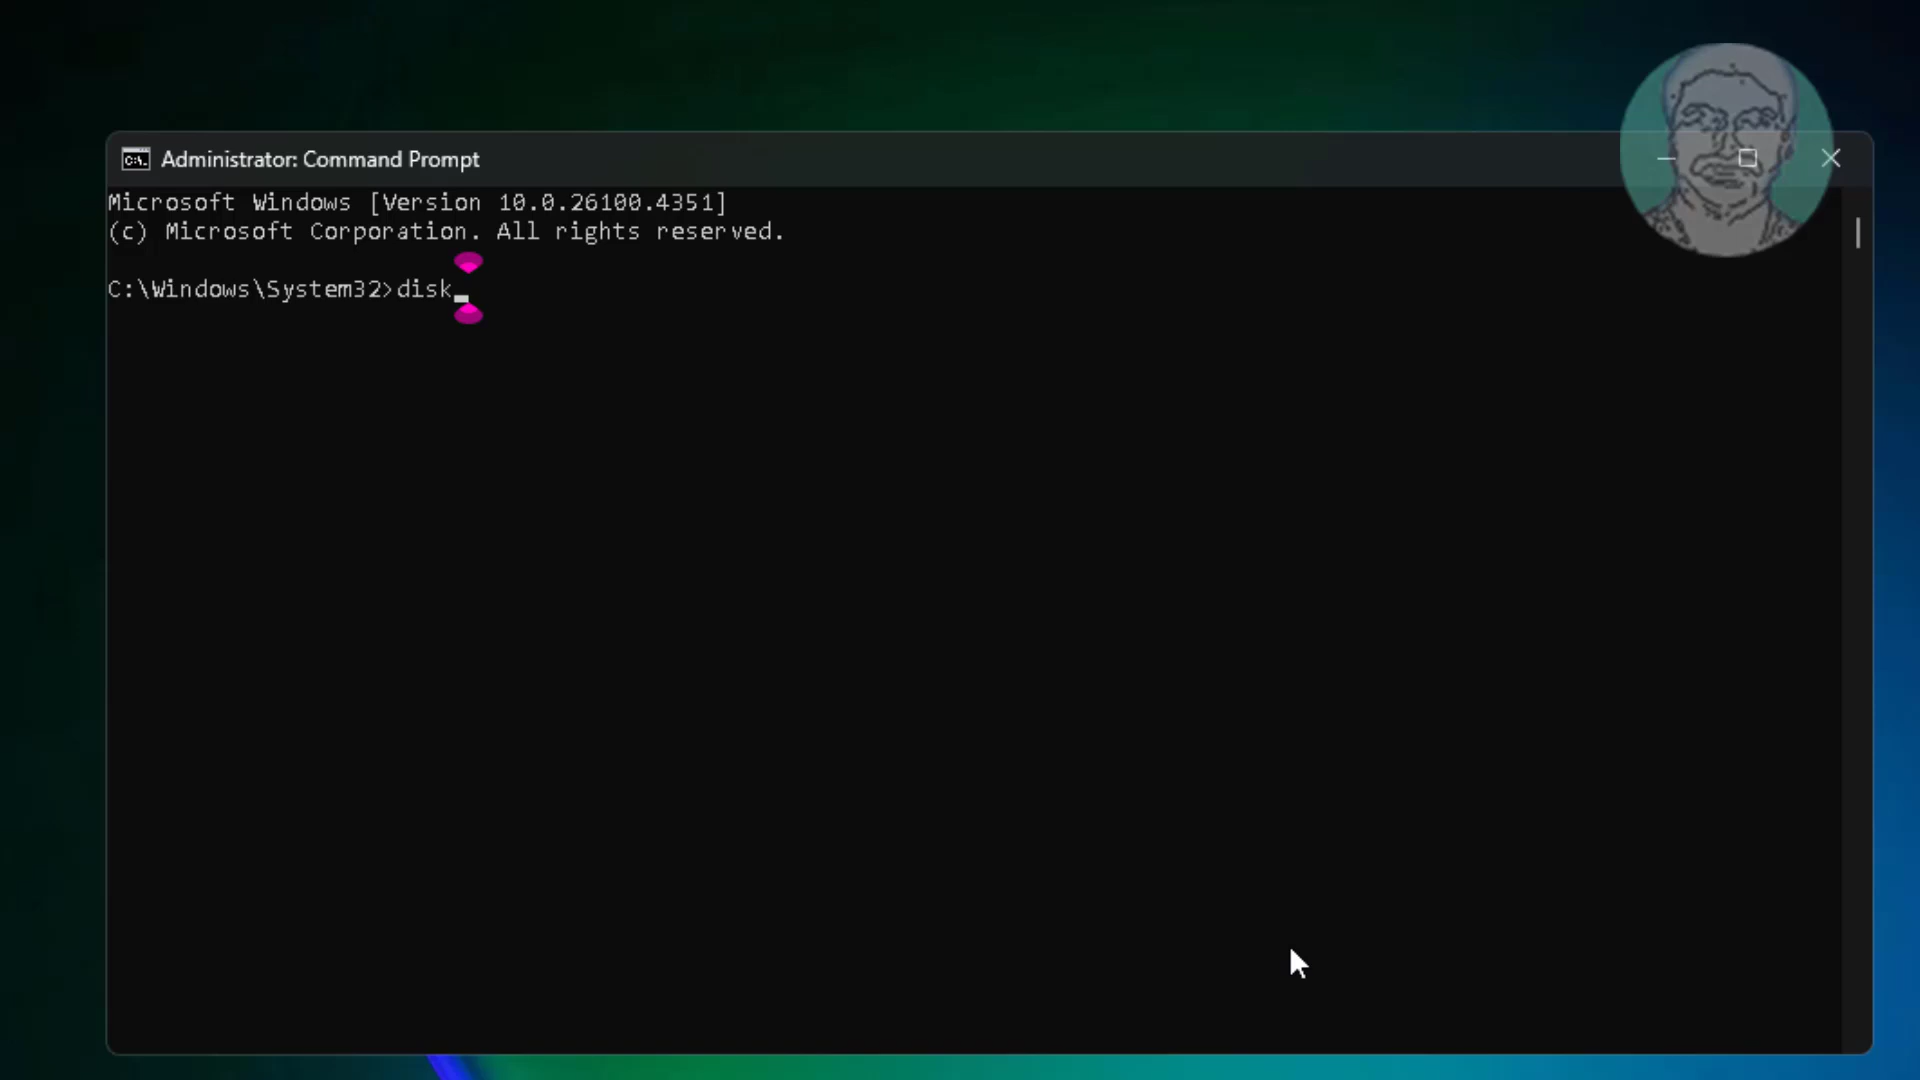 Administrator: Command Prompt
Microsoft Windows [Version 10.0.26100.4351]
(c) Microsoft Corporation. All rights reserved.
C:\Windows\System32>disk